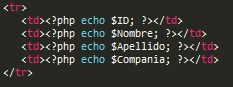 <tr>
<td><?php echo $ID; ?></td>
<td><?php echo $Nombre; ?></td>
<td><?php echo $Apellido; ?></td>
<td><?php echo $Compania; ?></td>
</tr>